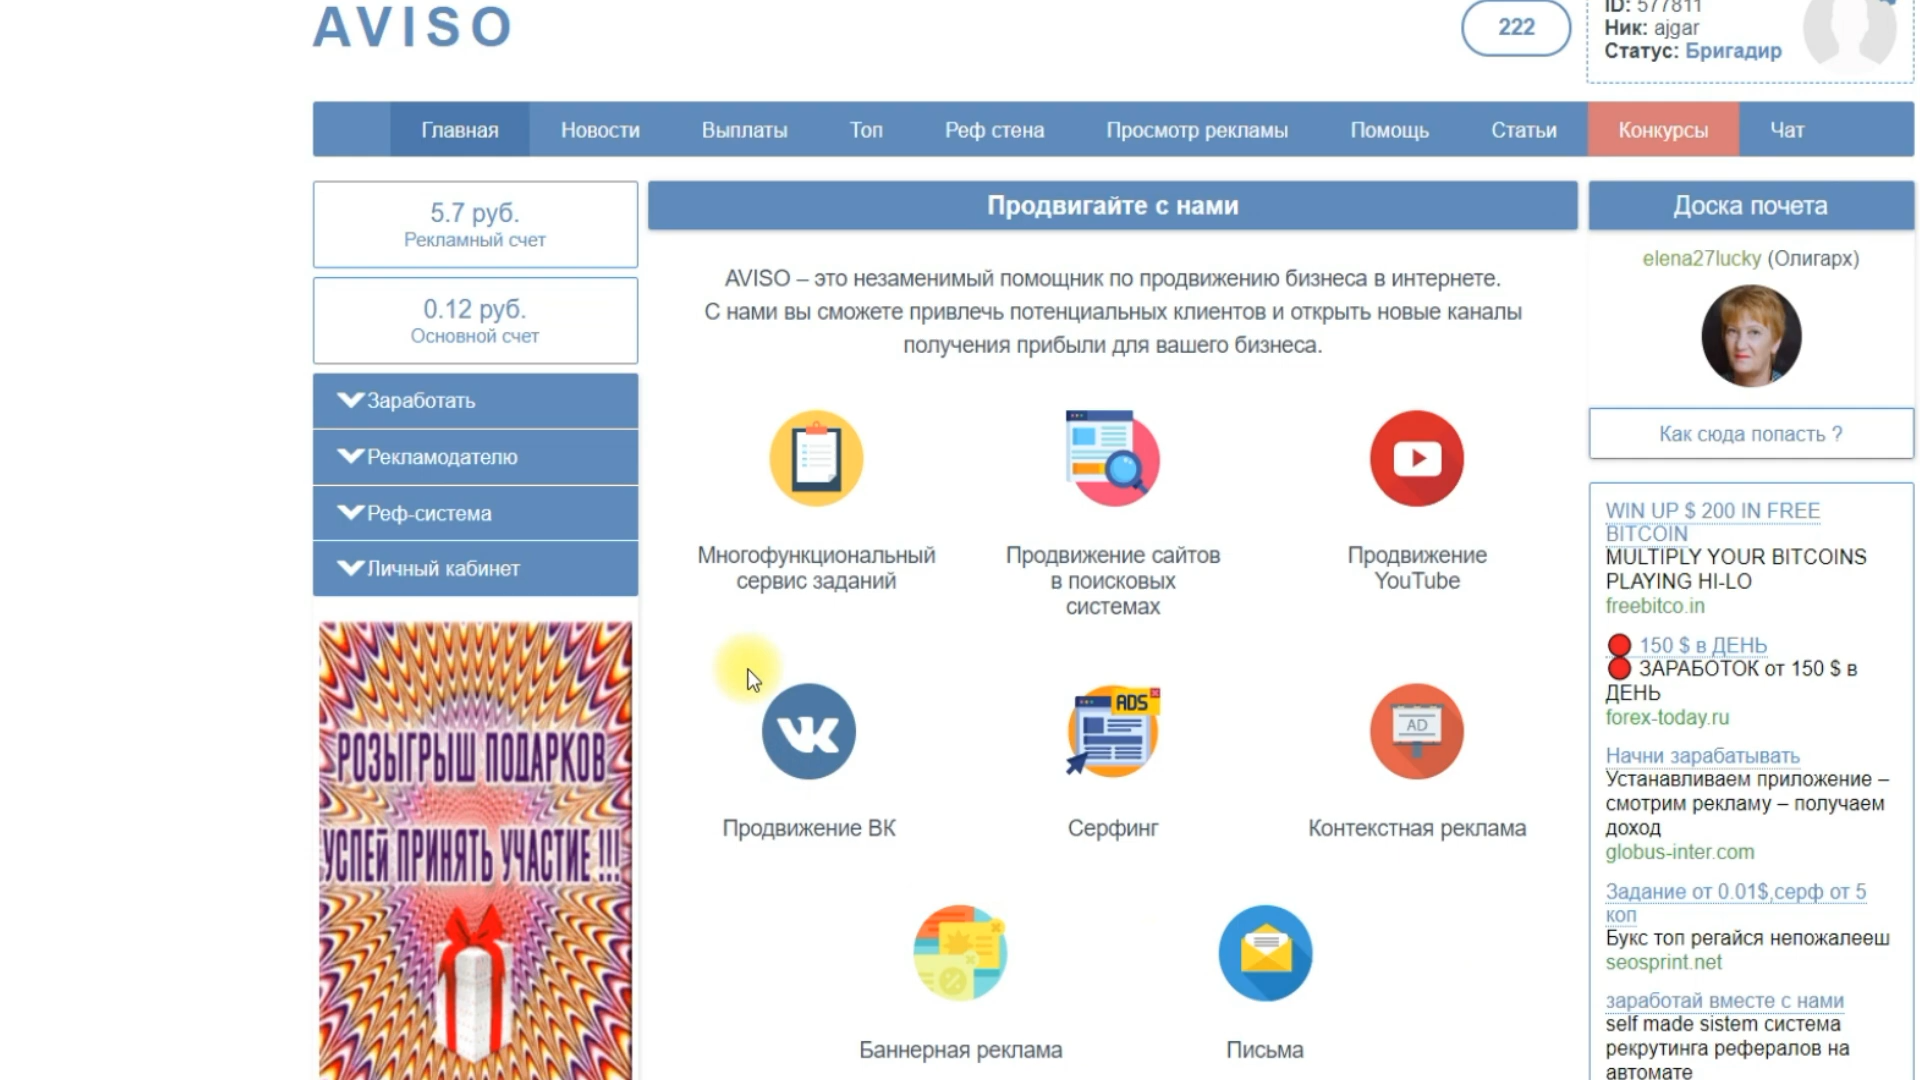 AVISO
222
ID: 577811
Ник: ajgar
Статус: Бригадир
Главная
Новости
Выплаты
Топ
Реф стена
Просмотр рекламы
Помощь
Статьи
Конкурсы
Чат
5.7 руб.
Рекламный счет
0.12 руб.
Основной счет
Заработать
Рекламодателю
Реф-система
Личный кабинет
РОЗЫГРЫШ ПОДАРКОВ
УСПЕЙ ПРИНЯТЬ УЧАСТИЕ !!!
Продвигайте с нами
AVISO – это незаменимый помощник по продвижению бизнеса в интернете.
С нами вы сможете привлечь потенциальных клиентов и открыть новые каналы
получения прибыли для вашего бизнеса.
Многофункциональный
сервис заданий
Продвижение сайтов
в поисковых
системах
Продвижение
YouTube
ADS
AD
Продвижение ВК
Серфинг
Контекстная реклама
Баннерная реклама
Письма
Доска почета
elena27lucky (Олигарх)
Как сюда попасть ?
WIN UP $ 200 IN FREE
BITCOIN
MULTIPLY YOUR BITCOINS
PLAYING HI-LO
freebitco.in
150 $ в ДЕНЬ
ЗАРАБОТОК от 150 $ в
ДЕНЬ
forex-today.ru
Начни зарабатывать
Устанавливаем приложение –
смотрим рекламу – получаем
доход
globus-inter.com
Задание от 0.01$,серф от 5
коп
Букс топ регайся непожалееш
seosprint.net
заработай вместе с нами
self made sistem система
рекрутинга рефералов на
автомате